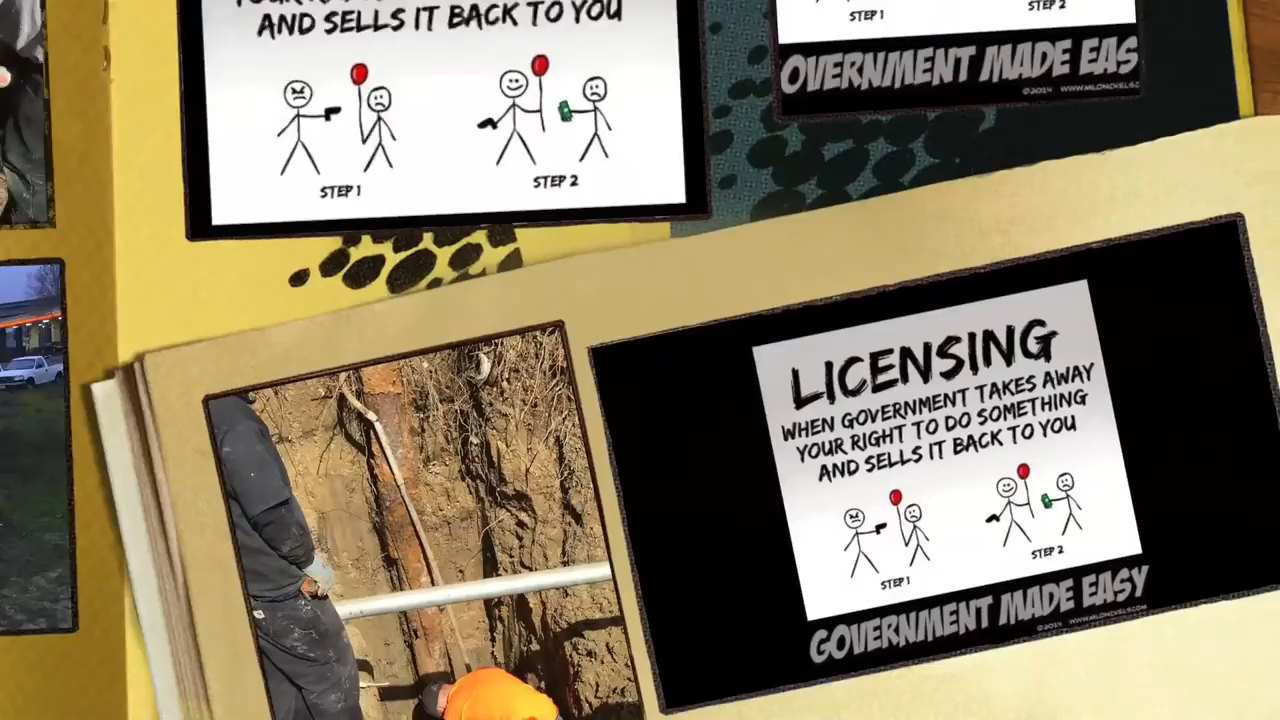 AND SELLS IT BACK TO YOU
STEP 1
STEP 2
STEP 1
STEP 2
OVERNMENT MADE EAS
©2014
LICENSING
WHEN GOVERNMENT TAKES AWAY
YOUR RIGHT TO DO SOMETHING
AND SELLS IT BACK TO YOU
STEP 1
STEP 2
GOVERNMENT MADE EASY
©2014